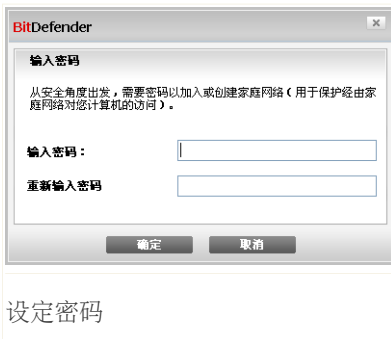 BitDefender
输入密码
从安全角度出发，需要密码以加入或创建家庭网络（用于保护经由家
庭网络对您计算机的访问）。
输入密码：
重新输入密码
确定 取消
设定密码